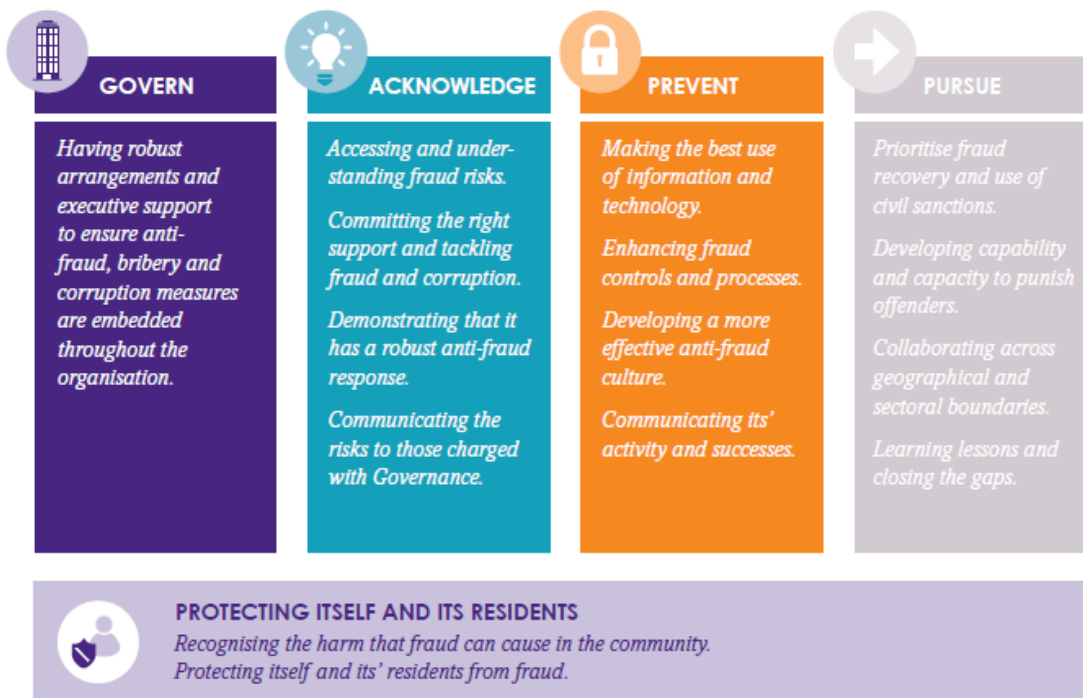 GOVERN
Having robust
arrangements and
executive support
to ensure anti-
fraud, bribery and
corruption measures
are embedded
throughout the
organisation.
ACKNOWLEDGE
Accessing and under-
standing fraud risks.
Committing the right
support and tackling
fraud and corruption.
Demonstrating that it
has a robust anti-fraud
response.
Communicating the
risks to those charged
with Governance.
PREVENT
Making the best use
of information and
technology.
Enhancing fraud
controls and processes.
Developing a more
effective anti-fraud
culture.
Communicating its’
activity and successes.
PURSUE
Prioritise fraud
recovery and use of
civil sanctions.
Developing capability
and capacity to punish
offenders.
Collaborating across
geographical and
sectoral boundaries.
Learning lessons and
closing the gaps.
PROTECTING ITSELF AND ITS RESIDENTS
Recognising the harm that fraud can cause in the community.
Protecting itself and its’ residents from fraud.